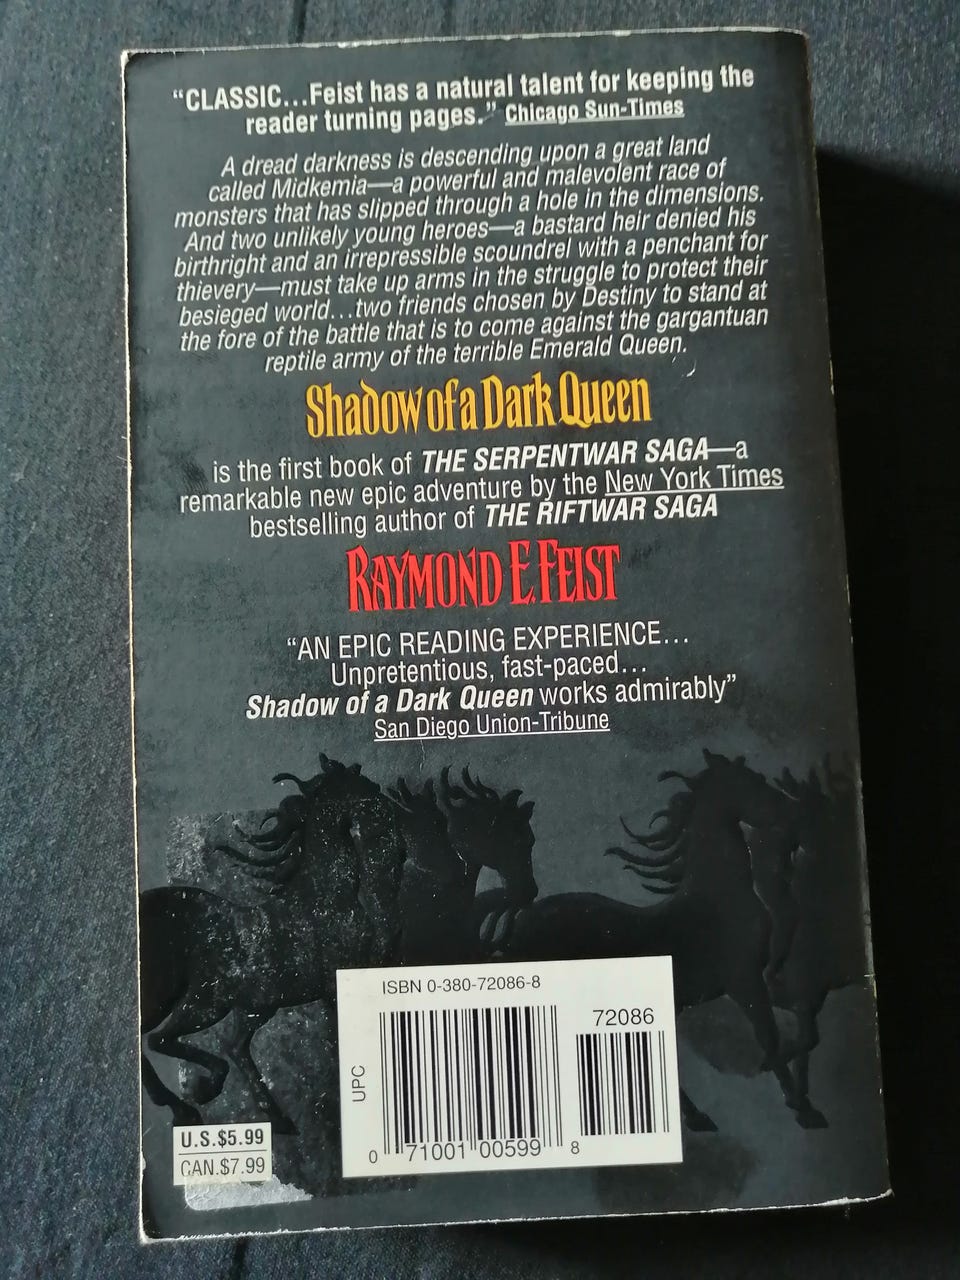 “CLASSIC...Feist has a natural talent for keeping the
reader turning pages.” Chicago Sun-Times
A dread darkness is descending upon a great land
called Midkemia—a powerful and malevolent race of
monsters that has slipped through a hole in the dimensions.
And two unlikely young heroes—a bastard heir denied his
birthright and an irrepressible scoundrel with a penchant for
thievery—must take up arms in the struggle to protect their
besieged world...two friends chosen by Destiny to stand at
the fore of the battle that is to come against the gargantuan
reptile army of the terrible Emerald Queen.
Shadow of a Dark Queen
is the first book of THE SERPENTWAR SAGA—a
remarkable new epic adventure by the New York Times
bestselling author of THE RIFTWAR SAGA
RAYMOND E. FEIST
“AN EPIC READING EXPERIENCE...
Unpretentious, fast-paced...
Shadow of a Dark Queen works admirably”
San Diego Union-Tribune
ISBN 0-380-72086-8
72086
UPC
0 71001 00599 8
U.S.$5.99
CAN.$7.99